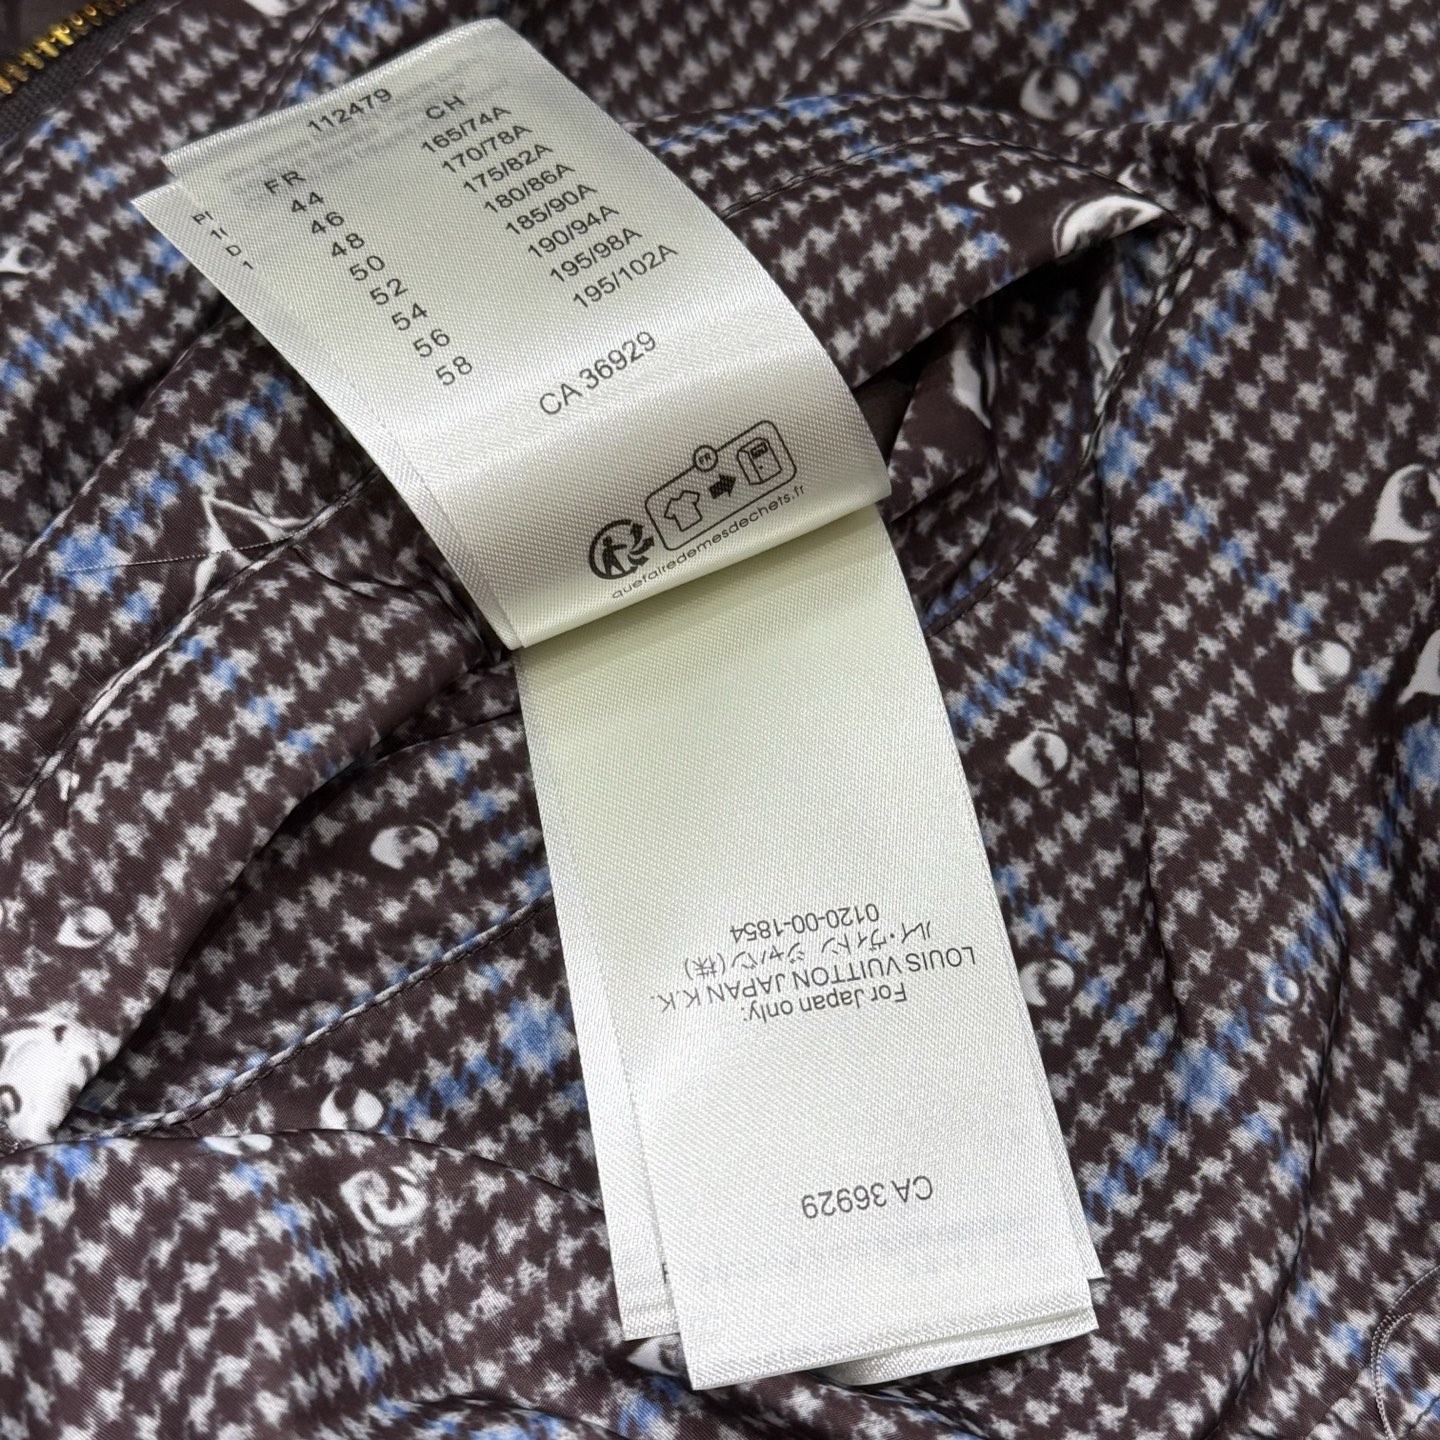 112479
FR CH
44 165/74A
46 170/78A
48 175/82A
50 180/86A
52 185/90A
54 190/94A
56 195/98A
58 195/102A
CA 36929
FR
quefairedemesdechets.fr
For Japan only:
LOUIS VUITTON JAPAN K.K.
ルイ・ヴィトン ジャパン(株)
0120-00-1854
CA 36929